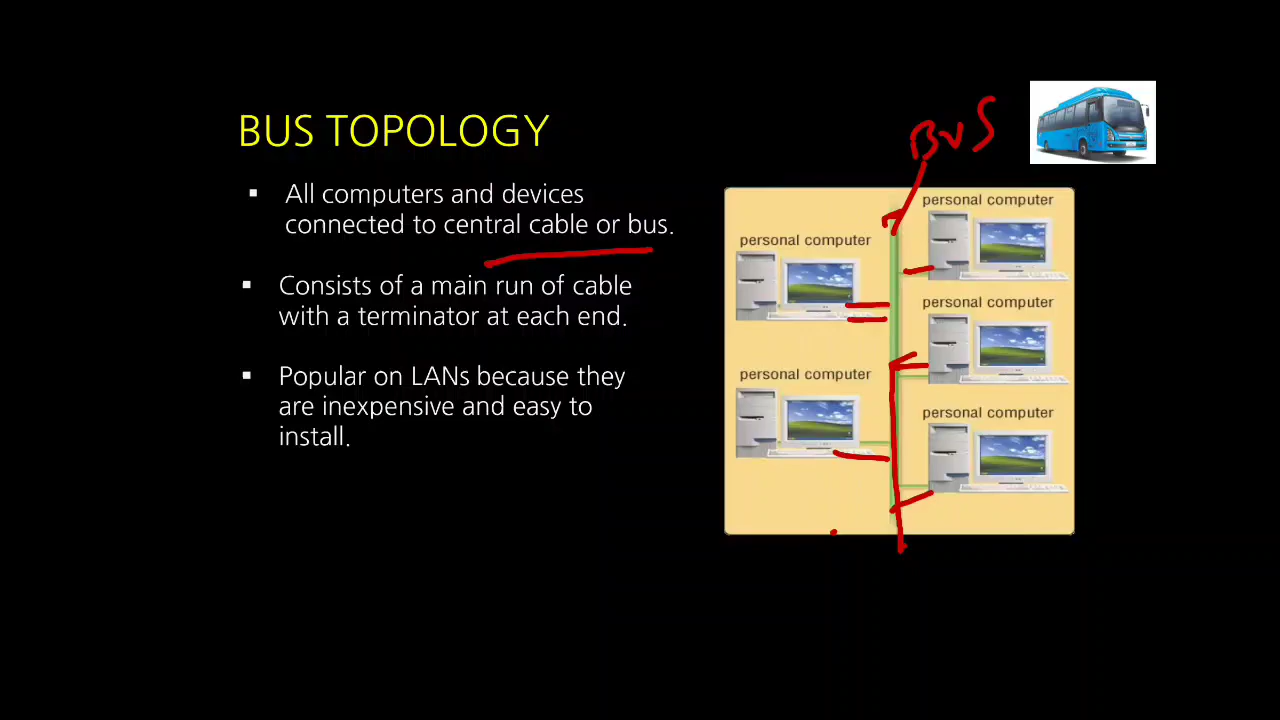 BUS TOPOLOGY
▪ All computers and devices
connected to central cable or bus.
▪ Consists of a main run of cable
with a terminator at each end.
▪ Popular on LANs because they
are inexpensive and easy to
install.
BUS
personal computer
personal computer
personal computer
personal computer
personal computer